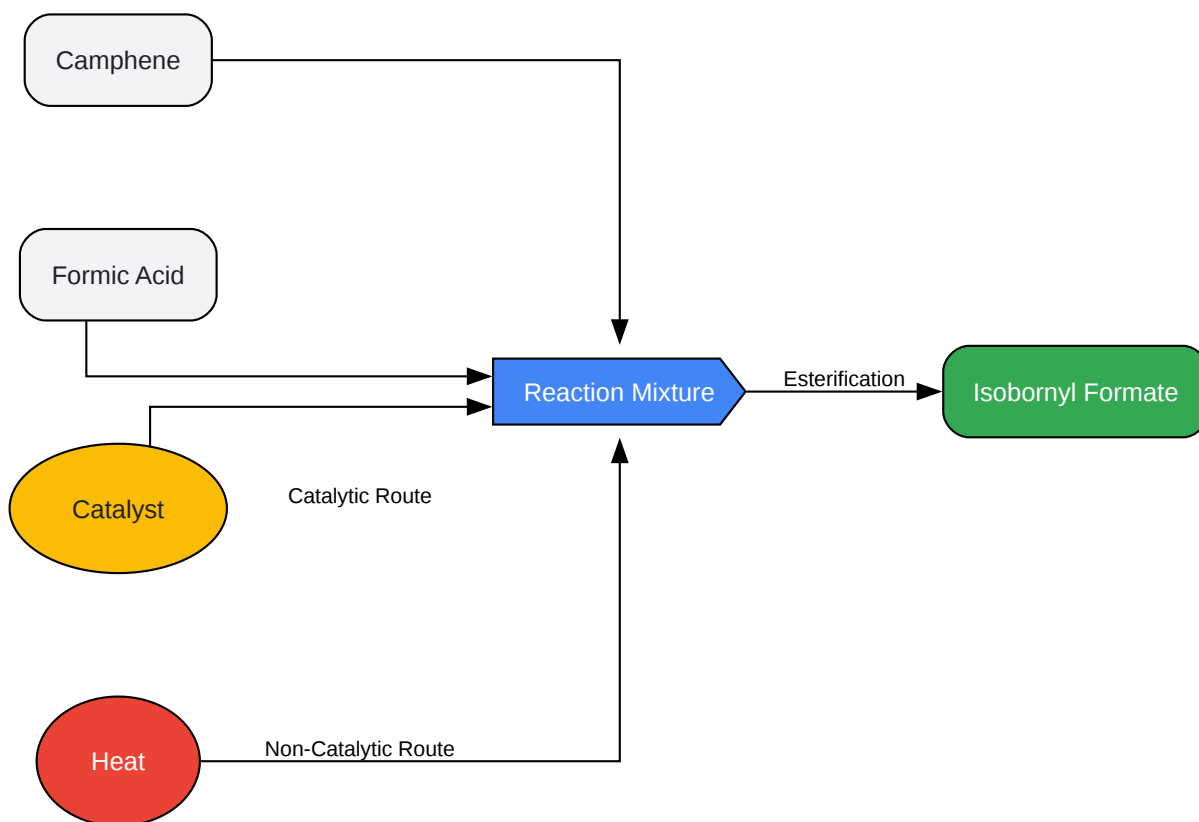 Camphene
Formic Acid
Reaction Mixture
Esterification
Isobornyl Formate
Catalyst
Catalytic Route
Heat
Non-Catalytic Route